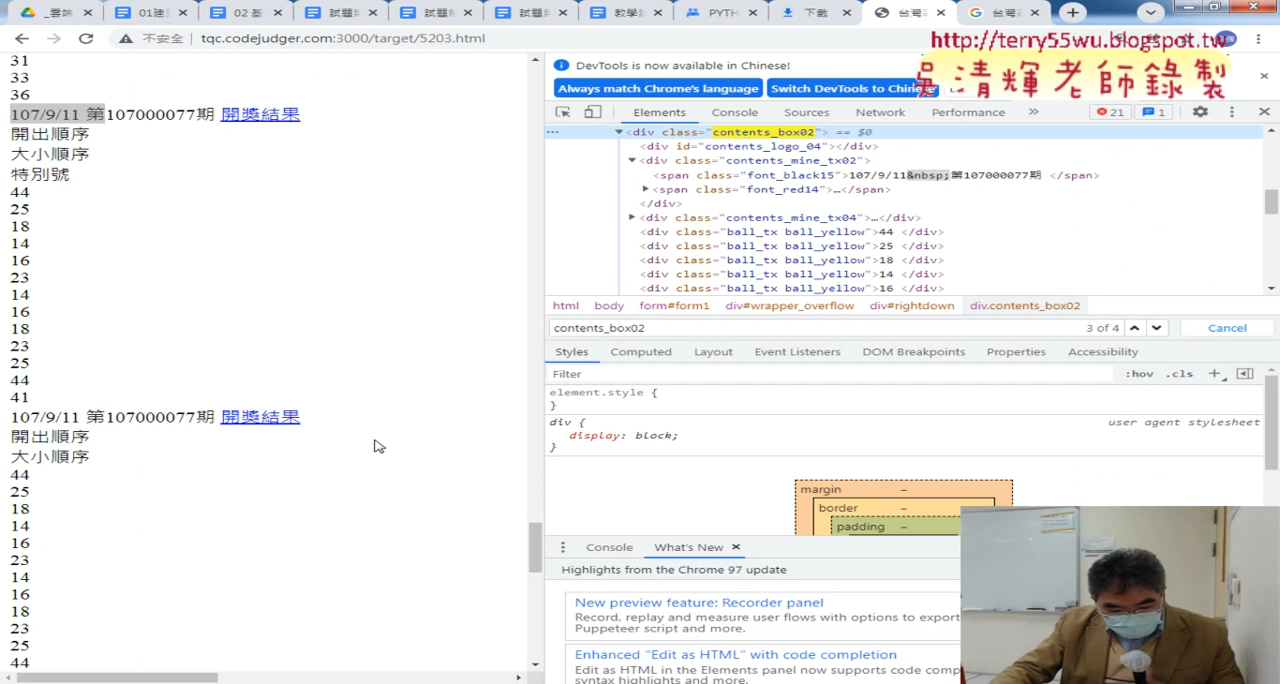 _雲端
01建
02 基
試題
試題
試題
教學
PYTH
下載
台灣
台灣
不安全
tqc.codejudger.com:3000/target/5203.html
http://terry55wu.blogspot.tw
吳清輝老師錄製
31
33
36
107/9/11 第107000077期 開獎結果
開出順序
大小順序
特別號
44
25
18
14
16
23
14
16
18
23
25
44
41
107/9/11 第107000077期 開獎結果
開出順序
大小順序
44
25
18
14
16
23
14
16
18
23
25
44
DevTools is now available in Chinese!
Always match Chrome's language
Switch DevTools to Chine
Elements
Console
Sources
Network
Performance
21
1
<div class="contents_box02"> == $0
<div id="contents_logo_04"></div>
<div class="contents_mine_tx02">
<span class="font_black15">107/9/11&nbsp;第107000077期 </span>
<span class="font_red14">…</span>
</div>
<div class="contents_mine_tx04">…</div>
<div class="ball_tx ball_yellow">44 </div>
<div class="ball_tx ball_yellow">25 </div>
<div class="ball_tx ball_yellow">18 </div>
<div class="ball_tx ball_yellow">14 </div>
<div class="ball_tx ball_yellow">16 </div>
html
body
form#form1
div#wrapper_overflow
div#rightdown
div.contents_box02
contents_box02
3 of 4
Cancel
Styles
Computed
Layout
Event Listeners
DOM Breakpoints
Properties
Accessibility
Filter
:hov
.cls
element.style {
}
div {
user agent stylesheet
display: block;
}
margin
–
border
–
padding
–
Console
What's New
Highlights from the Chrome 97 update
New preview feature: Recorder panel
Record, replay and measure user flows with options to export
Puppeteer script and more.
Enhanced "Edit as HTML" with code completion
Edit as HTML in the Elements panel now supports code comp
syntax highlights and more.